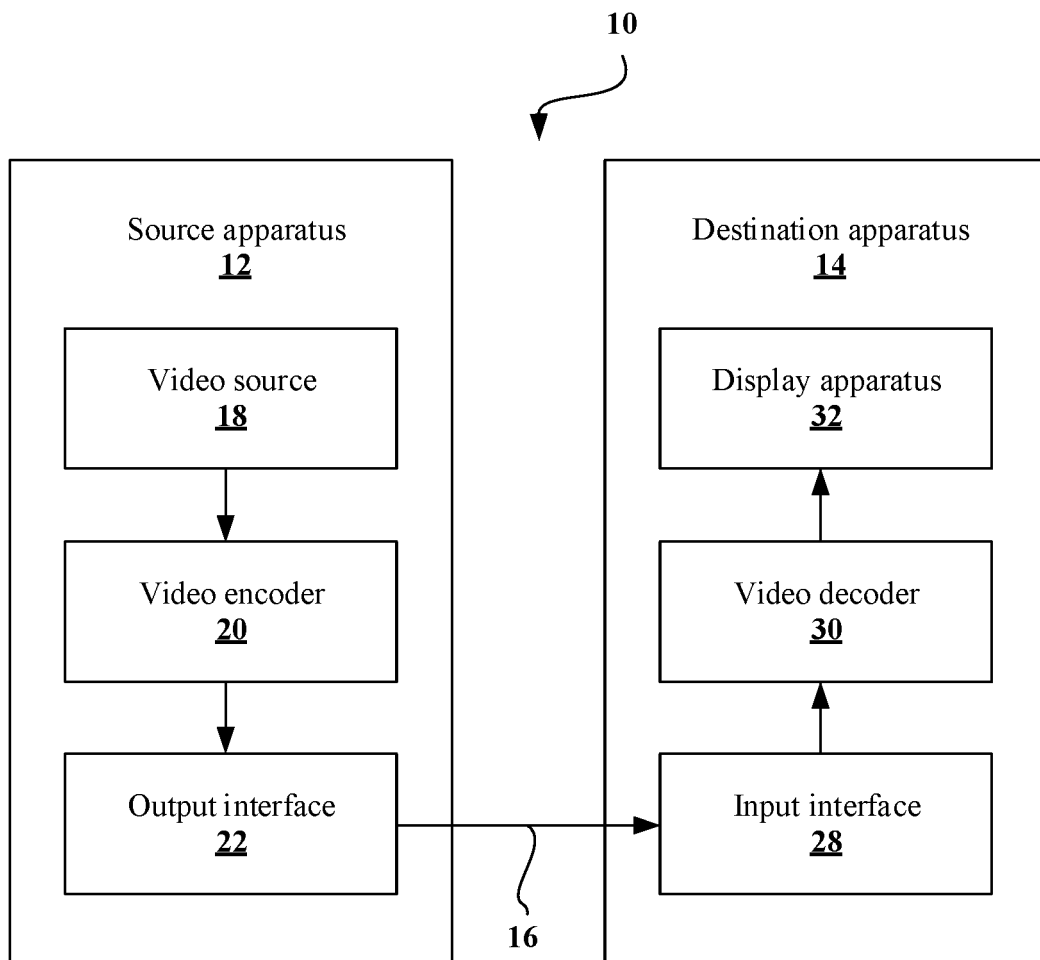 10
Source apparatus
12
Video source
18
Video encoder
20
Output interface
22
16
Destination apparatus
14
Display apparatus
32
Video decoder
30
Input interface
28